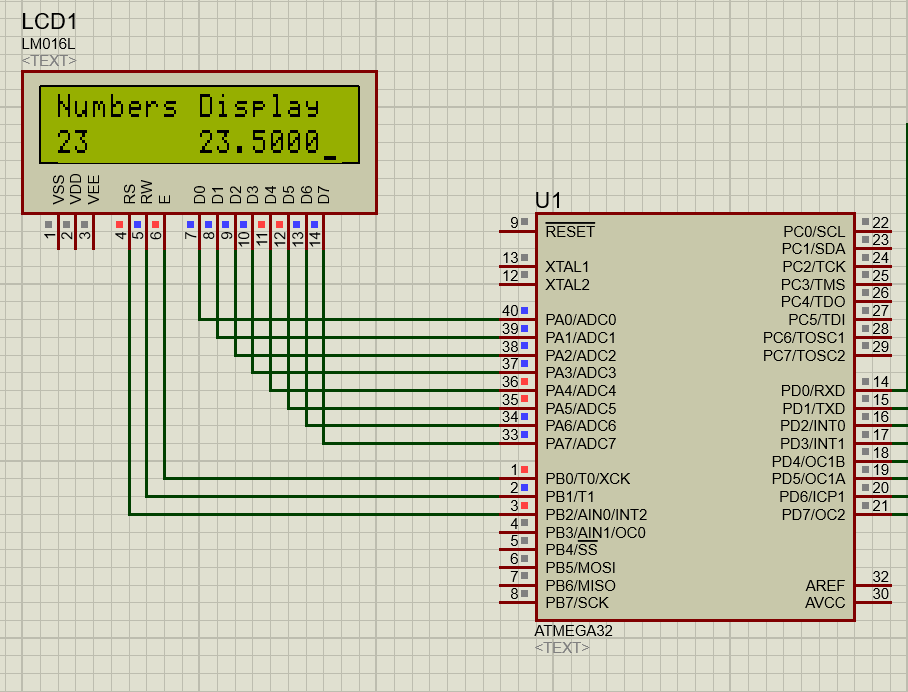 LCD1
LM016L
<TEXT>
Numbers Display
23 23.5000_
VSS VDD VEE RS RW E D0 D1 D2 D3 D4 D5 D6 D7
1 2 3 4 5 6 7 8 9 10 11 12 13 14
U1
9 RESET PC0/SCL 22
PC1/SDA 23
13 XTAL1 PC2/TCK 24
12 XTAL2 PC3/TMS 25
PC4/TDO 26
40 PA0/ADC0 PC5/TDI 27
39 PA1/ADC1 PC6/TOSC1 28
38 PA2/ADC2 PC7/TOSC2 29
37 PA3/ADC3
36 PA4/ADC4 PD0/RXD 14
35 PA5/ADC5 PD1/TXD 15
34 PA6/ADC6 PD2/INT0 16
33 PA7/ADC7 PD3/INT1 17
PD4/OC1B 18
1 PB0/T0/XCK PD5/OC1A 19
2 PB1/T1 PD6/ICP1 20
3 PB2/AIN0/INT2 PD7/OC2 21
4 PB3/AIN1/OC0
5 PB4/SS
6 PB5/MOSI
7 PB6/MISO AREF 32
8 PB7/SCK AVCC 30
ATMEGA32
<TEXT>